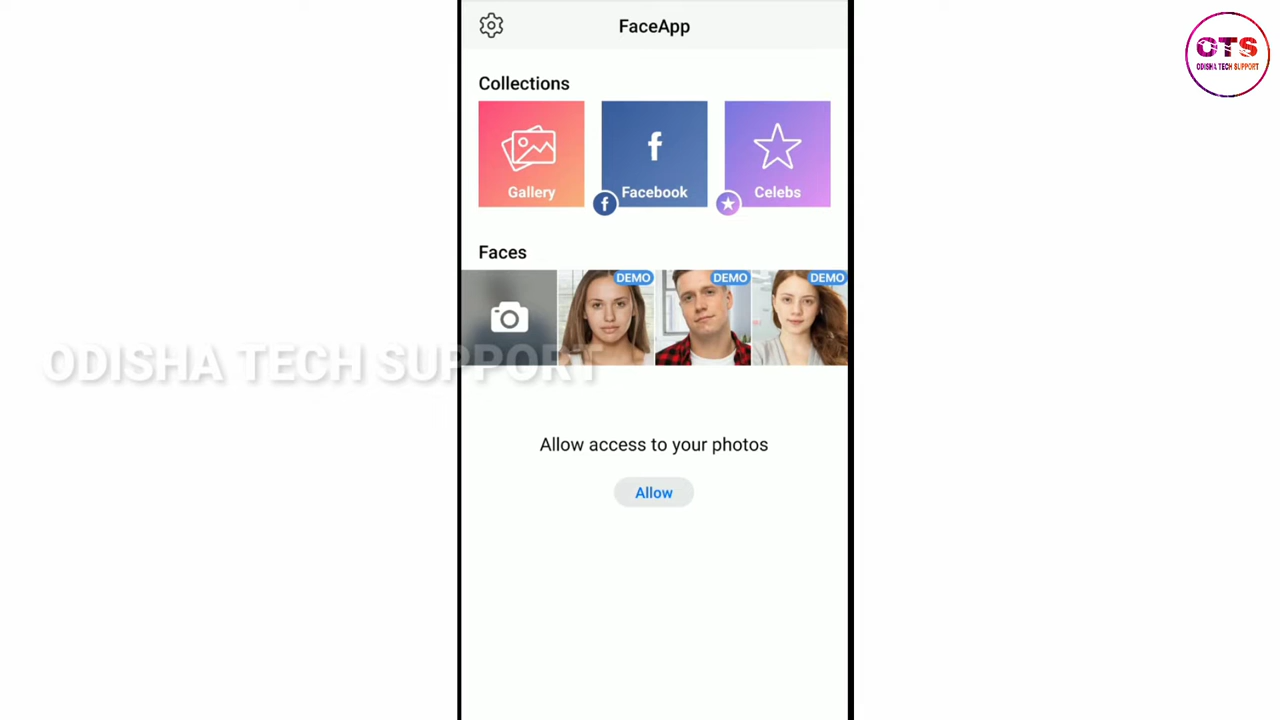 FaceApp
OTS
ODISHA TECH SUPPORT
Collections
Gallery
f
Facebook
f
Celebs
Faces
DEMO
DEMO
DEMO
ODISHA TECH SUPPORT
Allow access to your photos
Allow